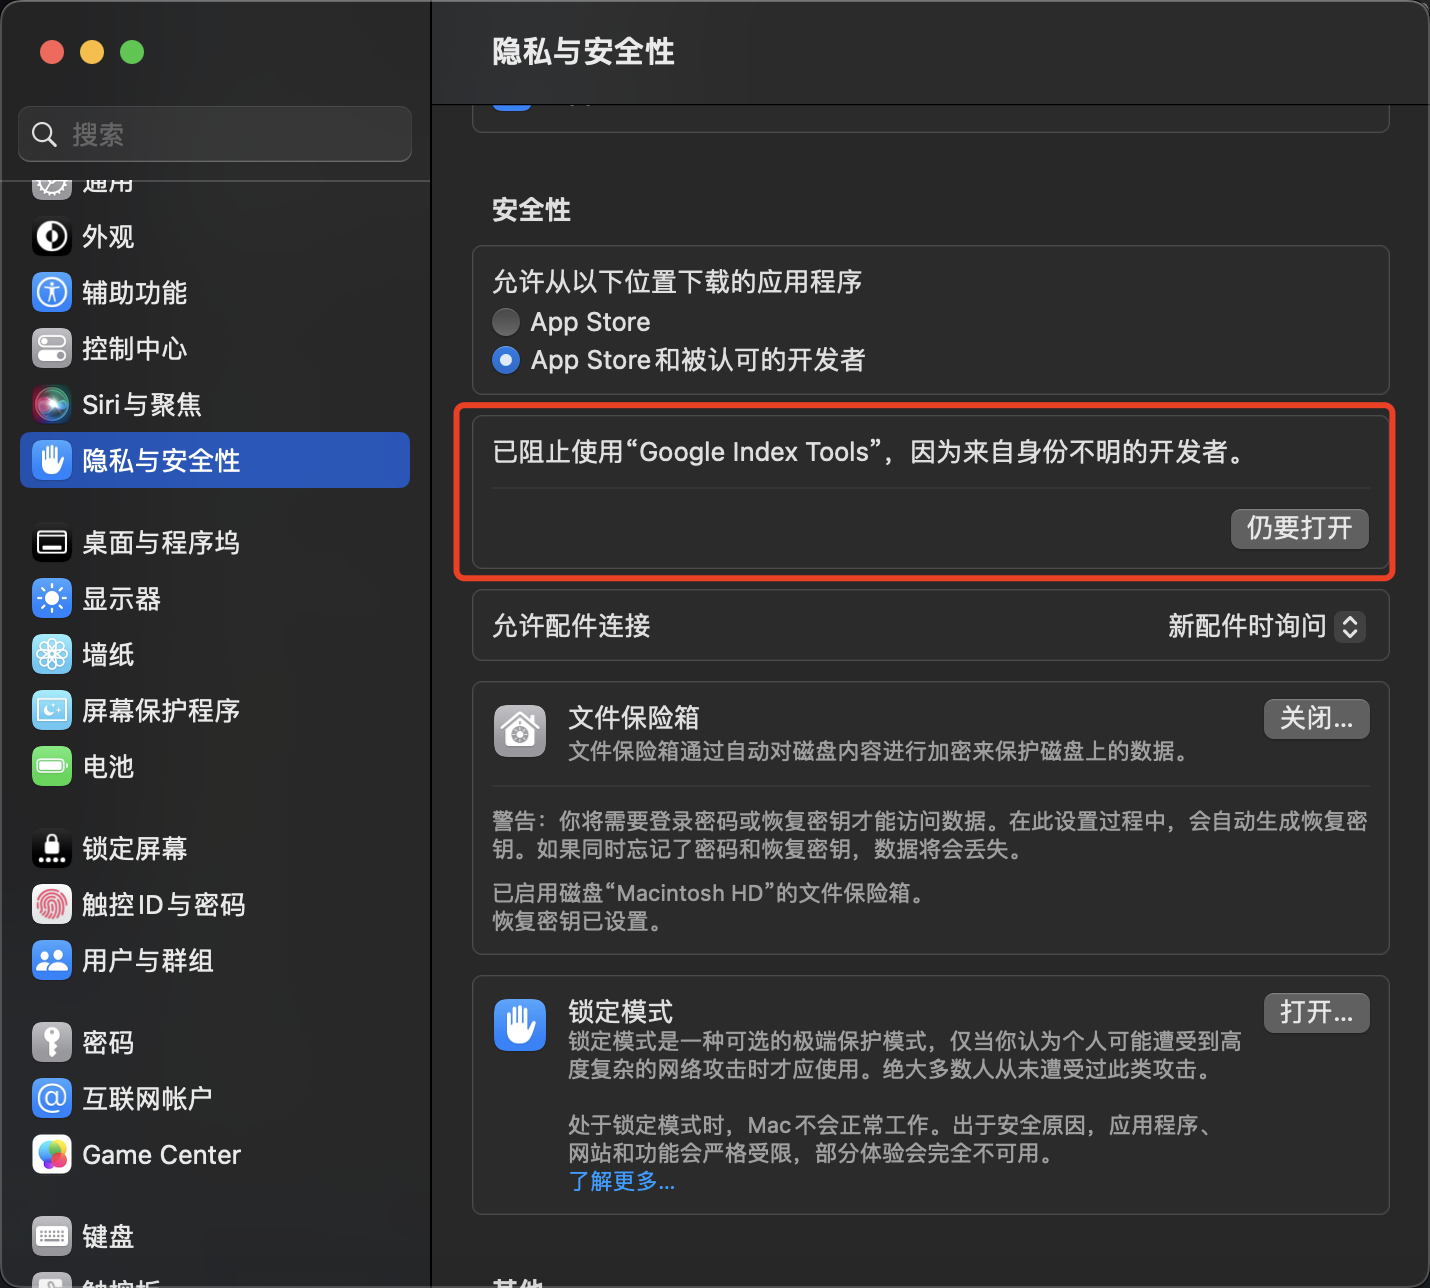 隐私与安全性
搜索
通用
外观
辅助功能
控制中心
Siri与聚焦
隐私与安全性
桌面与程序坞
显示器
墙纸
屏幕保护程序
电池
锁定屏幕
触控ID与密码
用户与群组
密码
互联网帐户
Game Center
键盘
触控板
安全性
允许从以下位置下载的应用程序
App Store
App Store和被认可的开发者
已阻止使用“Google Index Tools”，因为来自身份不明的开发者。
仍要打开
允许配件连接
新配件时询问
文件保险箱
关闭...
文件保险箱通过自动对磁盘内容进行加密来保护磁盘上的数据。
警告：你将需要登录密码或恢复密钥才能访问数据。在此设置过程中，会自动生成恢复密
钥。如果同时忘记了密码和恢复密钥，数据将会丢失。
已启用磁盘“Macintosh HD”的文件保险箱。
恢复密钥已设置。
锁定模式
打开...
锁定模式是一种可选的极端保护模式，仅当你认为个人可能遭受到高
度复杂的网络攻击时才应使用。绝大多数人从未遭受过此类攻击。
处于锁定模式时，Mac不会正常工作。出于安全原因，应用程序、
网站和功能会严格受限，部分体验会完全不可用。
了解更多...
其他